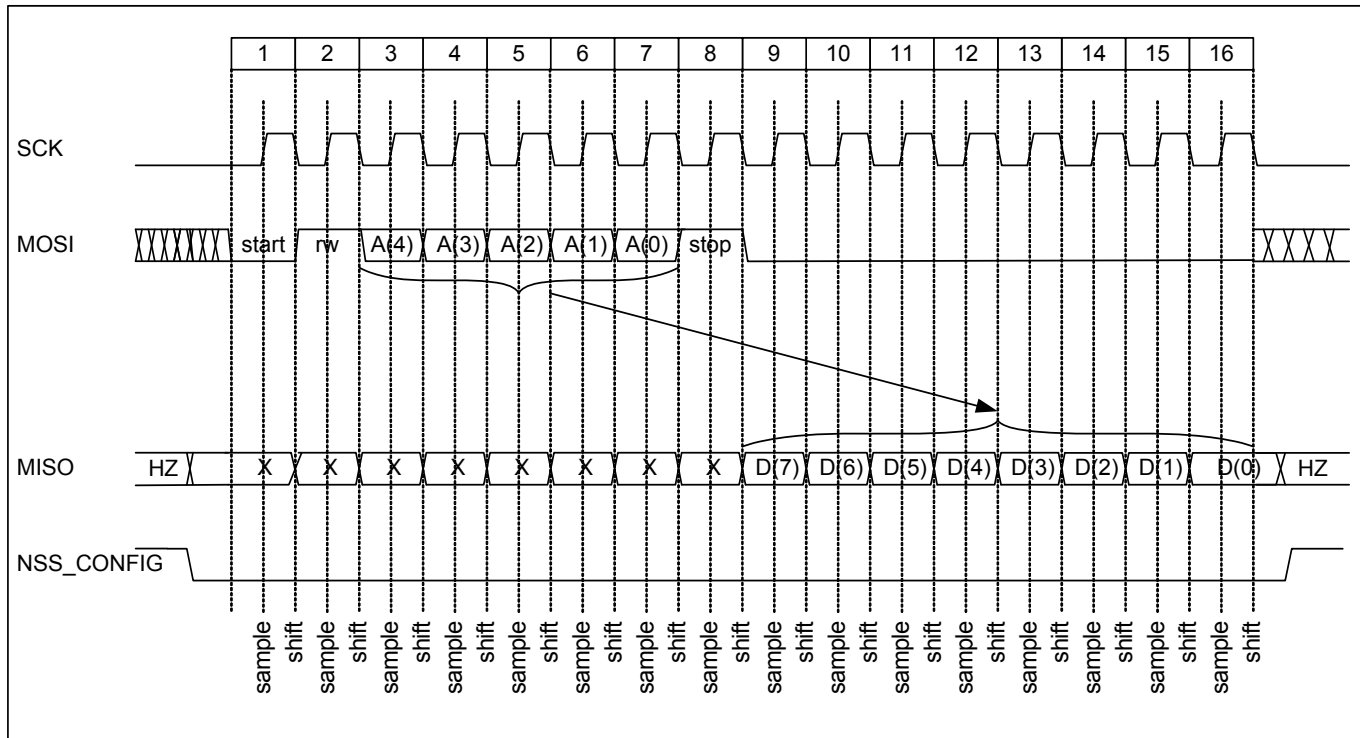 1 2 3 4 5 6 7 8 9 10 11 12 13 14 15 16
SCK
MOSI start rw A(4) A(3) A(2) A(1) A(0) stop
MISO HZ X X X X X X X X D(7) D(6) D(5) D(4) D(3) D(2) D(1) D(0) HZ
NSS_CONFIG
sample shift sample shift sample shift sample shift sample shift sample shift sample shift sample shift sample shift sample shift sample shift sample shift sample shift sample shift sample shift sample shift